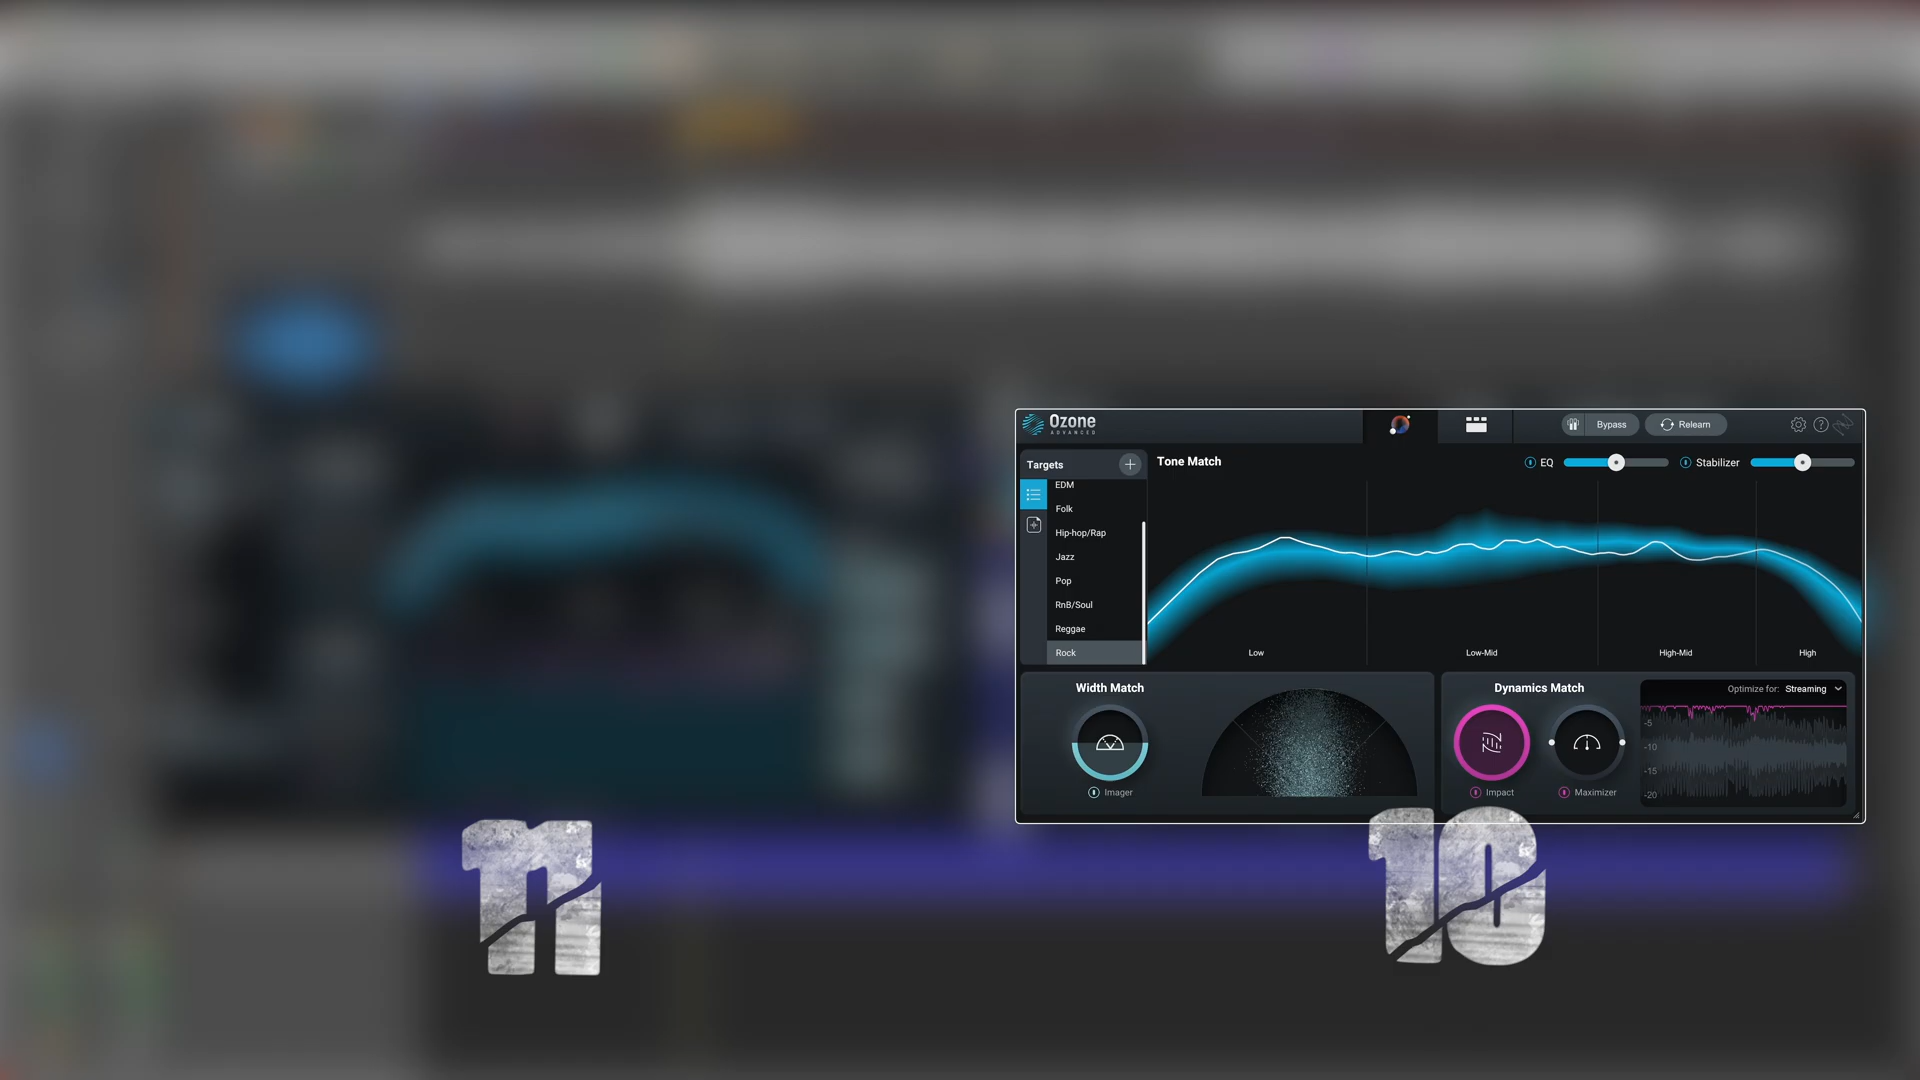 Ozone
ADVANCED
Bypass
Relearn
Targets
Tone Match
EQ
Stabilizer
EDM
Folk
Hip-hop/Rap
Jazz
Pop
RnB/Soul
Reggae
Rock
Low
Low-Mid
High-Mid
High
Width Match
Imager
Dynamics Match
Impact
Maximizer
Optimize for: Streaming
-5
-10
-15
-20
11
10